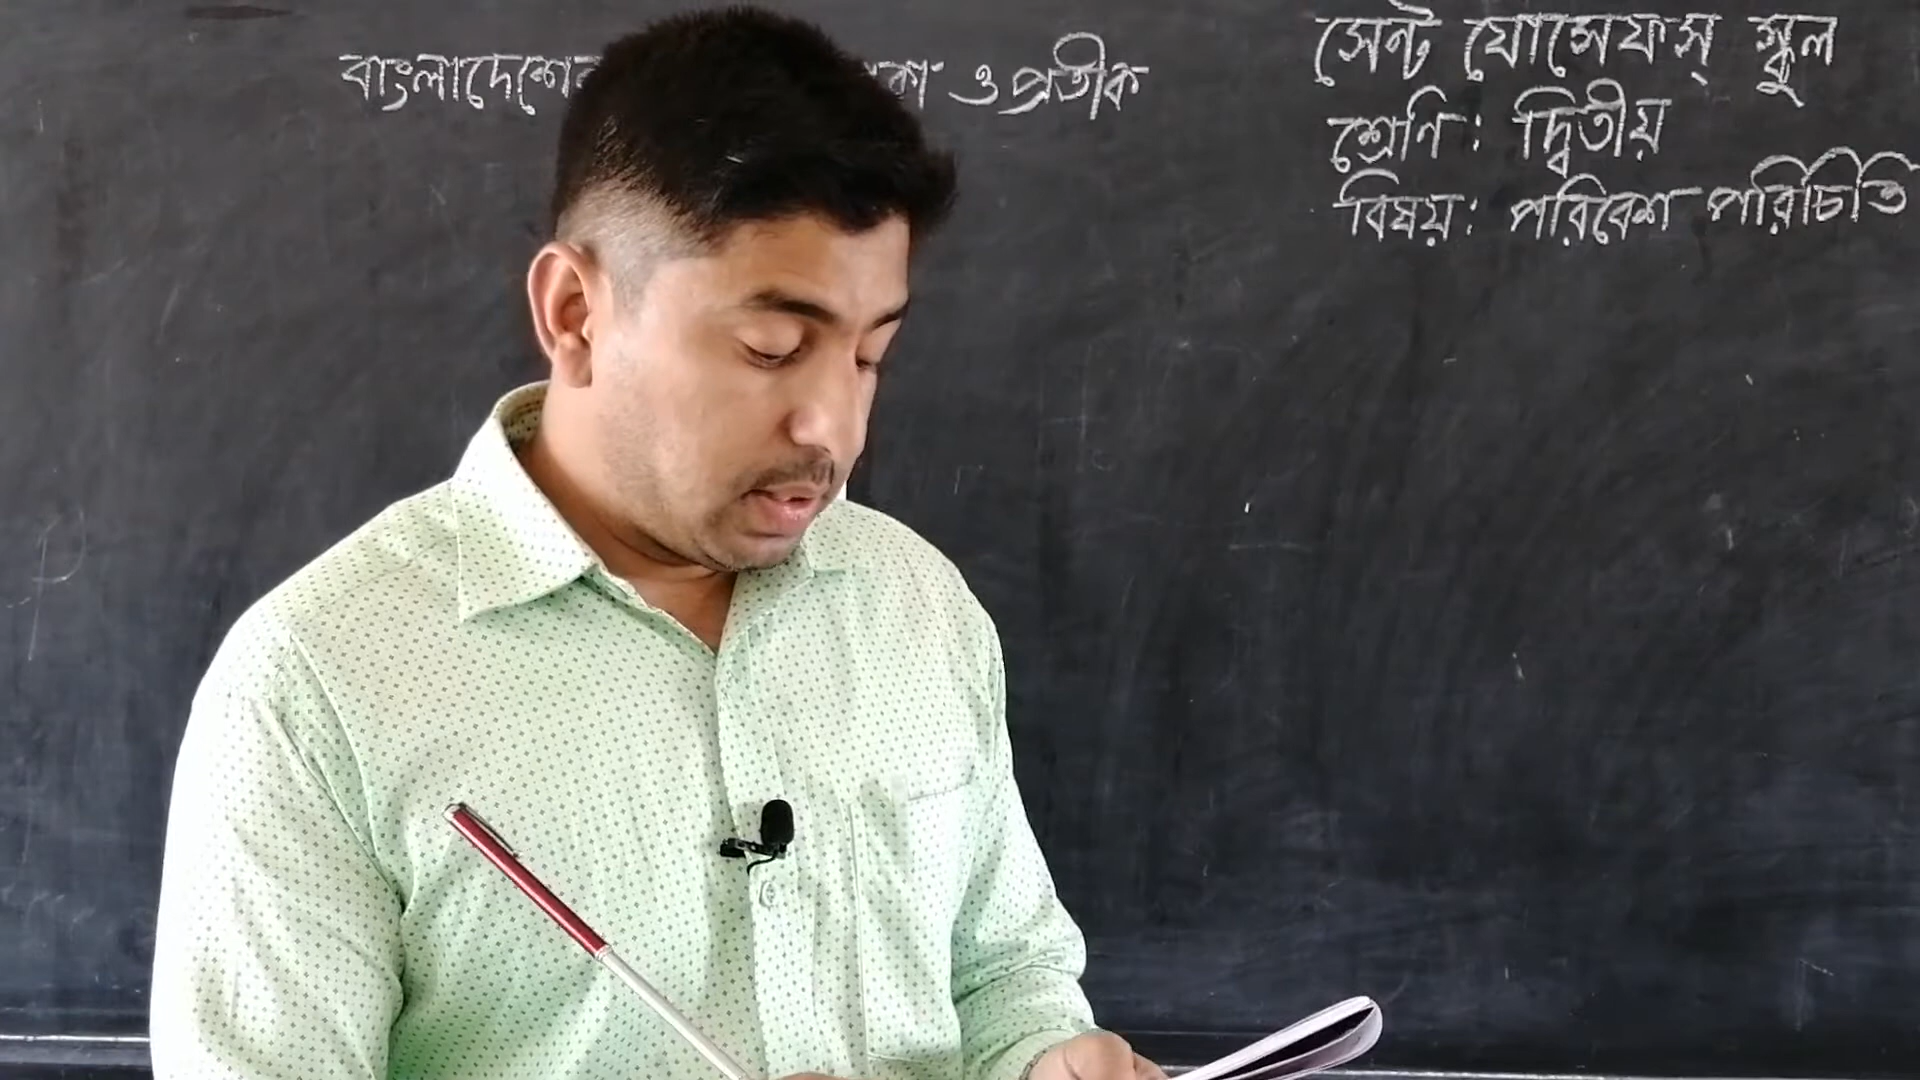 বাংলাদেশের ও প্রতীক
সেন্ট যোসেফস্ স্কুল
শ্রেণি: দ্বিতীয়
বিষয়: পরিবেশ পরিচিতি